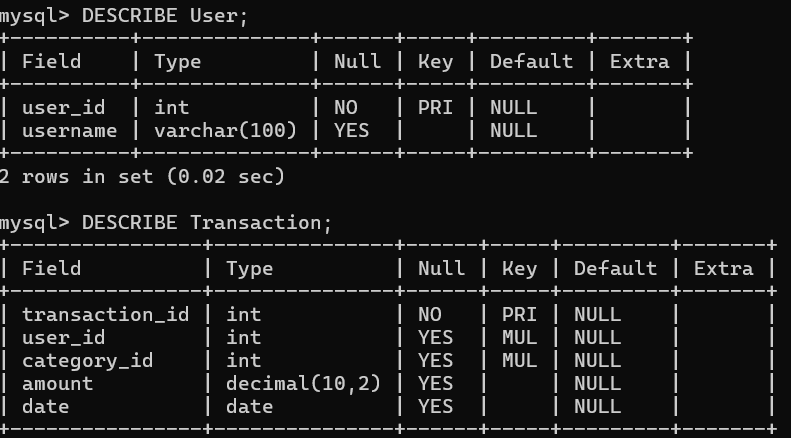 mysql> DESCRIBE User;
+----------+--------------+------+-----+---------+-------+
| Field    | Type         | Null | Key | Default | Extra |
+----------+--------------+------+-----+---------+-------+
| user_id  | int          | NO   | PRI | NULL    |       |
| username | varchar(100) | YES  |     | NULL    |       |
+----------+--------------+------+-----+---------+-------+
2 rows in set (0.02 sec)
mysql> DESCRIBE Transaction;
+----------------+---------------+------+-----+---------+-------+
| Field          | Type          | Null | Key | Default | Extra |
+----------------+---------------+------+-----+---------+-------+
| transaction_id | int           | NO   | PRI | NULL    |       |
| user_id        | int           | YES  | MUL | NULL    |       |
| category_id    | int           | YES  | MUL | NULL    |       |
| amount         | decimal(10,2) | YES  |     | NULL    |       |
| date           | date          | YES  |     | NULL    |       |
+----------------+---------------+------+-----+---------+-------+